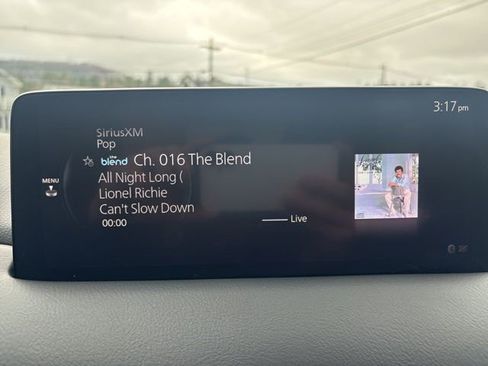 3:17 pm
SiriusXM
Pop
blend Ch. 016 The Blend
All Night Long (
Lionel Richie
Can't Slow Down
00:00
Live
MENU